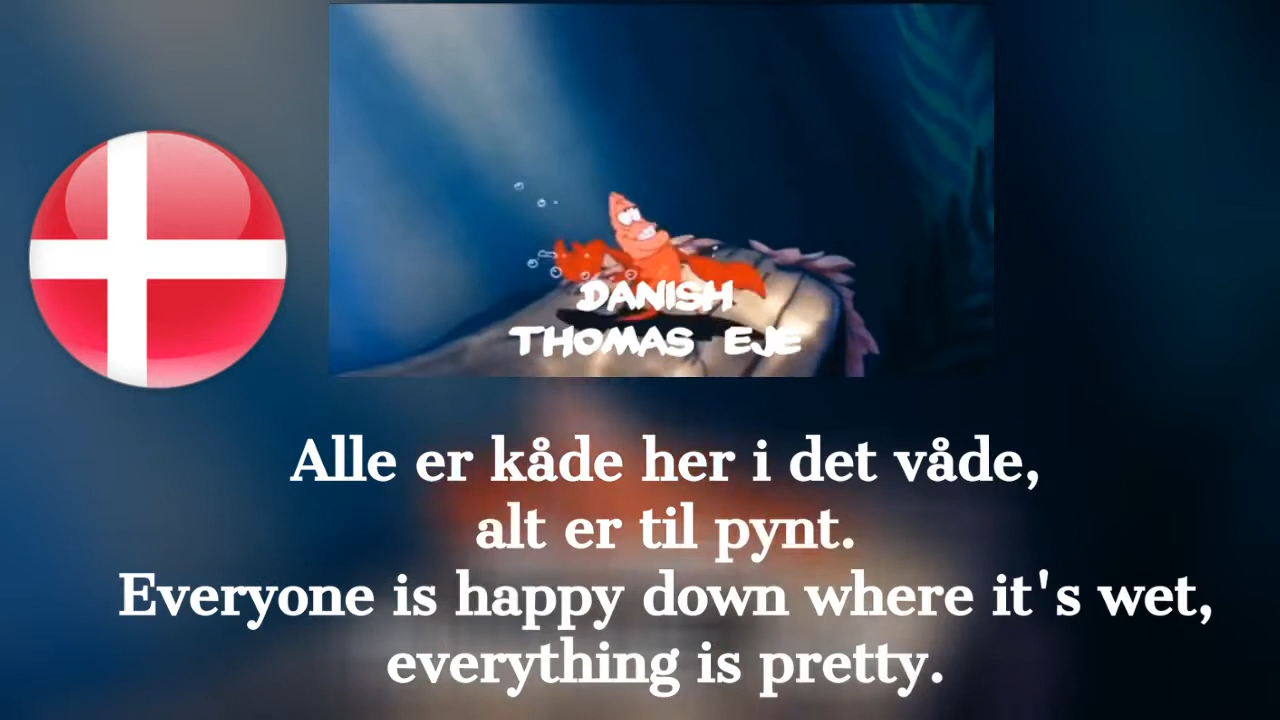 DANISH
THOMAS EJE
Alle er kåde her i det våde,
alt er til pynt.
Everyone is happy down where it's wet,
everything is pretty.